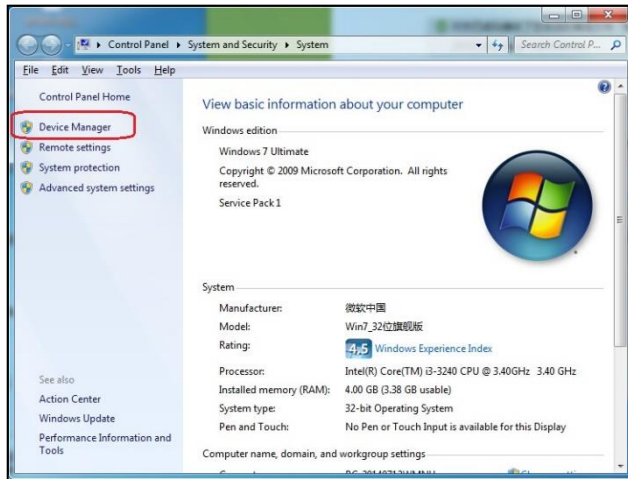 Control Panel ▸ System and Security ▸ System
Search Control P...
File Edit View Tools Help
Control Panel Home
Device Manager
Remote settings
System protection
Advanced system settings
See also
Action Center
Windows Update
Performance Information and
Tools
View basic information about your computer
Windows edition
Windows 7 Ultimate
Copyright © 2009 Microsoft Corporation. All rights
reserved.
Service Pack 1
System
Manufacturer: 微软中国
Model: Win7_32位旗舰版
Rating: 4,5 Windows Experience Index
Processor: Intel(R) Core(TM) i3-3240 CPU @ 3.40GHz 3.40 GHz
Installed memory (RAM): 4.00 GB (3.38 GB usable)
System type: 32-bit Operating System
Pen and Touch: No Pen or Touch Input is available for this Display
Computer name, domain, and workgroup settings